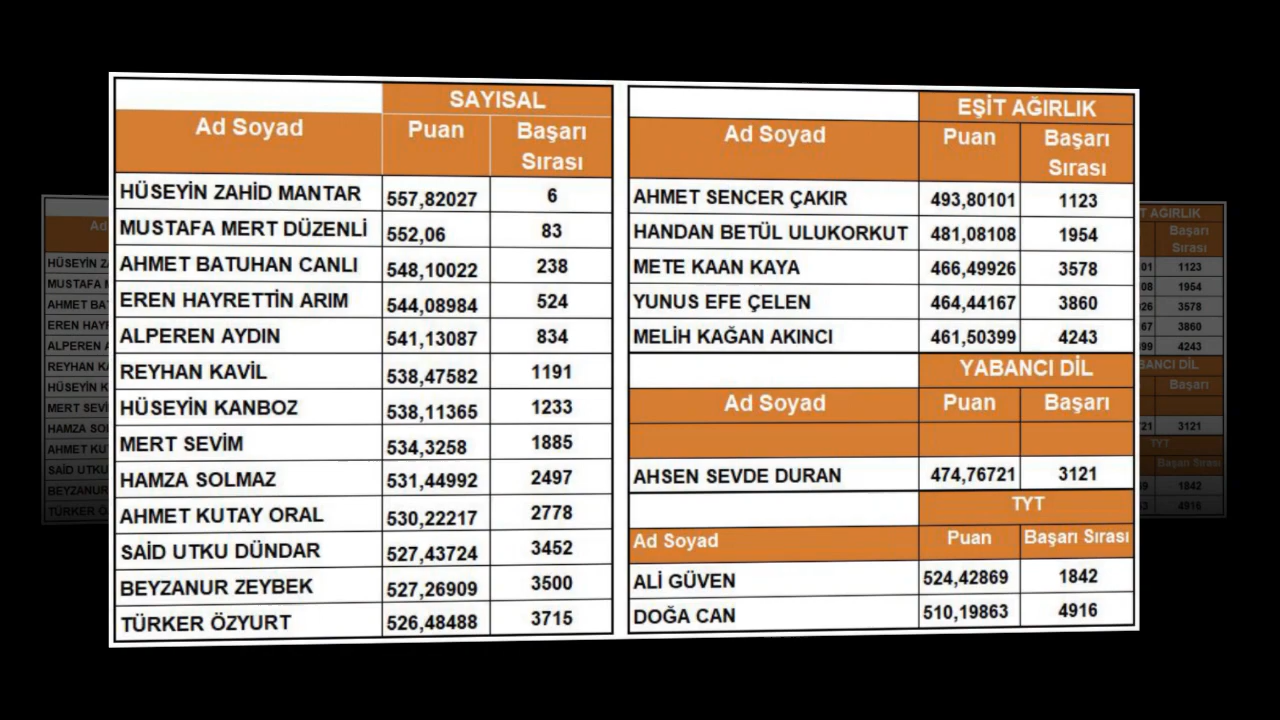 SAYISAL
Ad Soyad Puan Başarı Sırası
HÜSEYİN ZAHİD MANTAR 557,82027 6
MUSTAFA MERT DÜZENLİ 552,06 83
AHMET BATUHAN CANLI 548,10022 238
EREN HAYRETTİN ARIM 544,08984 524
ALPEREN AYDIN 541,13087 834
REYHAN KAVİL 538,47582 1191
HÜSEYİN KANBOZ 538,11365 1233
MERT SEVİM 534,3258 1885
HAMZA SOLMAZ 531,44992 2497
AHMET KUTAY ORAL 530,22217 2778
SAİD UTKU DÜNDAR 527,43724 3452
BEYZANUR ZEYBEK 527,26909 3500
TÜRKER ÖZYURT 526,48488 3715
EŞİT AĞIRLIK
Ad Soyad Puan Başarı Sırası
AHMET SENCER ÇAKIR 493,80101 1123
HANDAN BETÜL ULUKORKUT 481,08108 1954
METE KAAN KAYA 466,49926 3578
YUNUS EFE ÇELEN 464,44167 3860
MELİH KAĞAN AKINCI 461,50399 4243
YABANCI DİL
Ad Soyad Puan Başarı
AHSEN SEVDE DURAN 474,76721 3121
TYT
Ad Soyad Puan Başarı Sırası
ALİ GÜVEN 524,42869 1842
DOĞA CAN 510,19863 4916